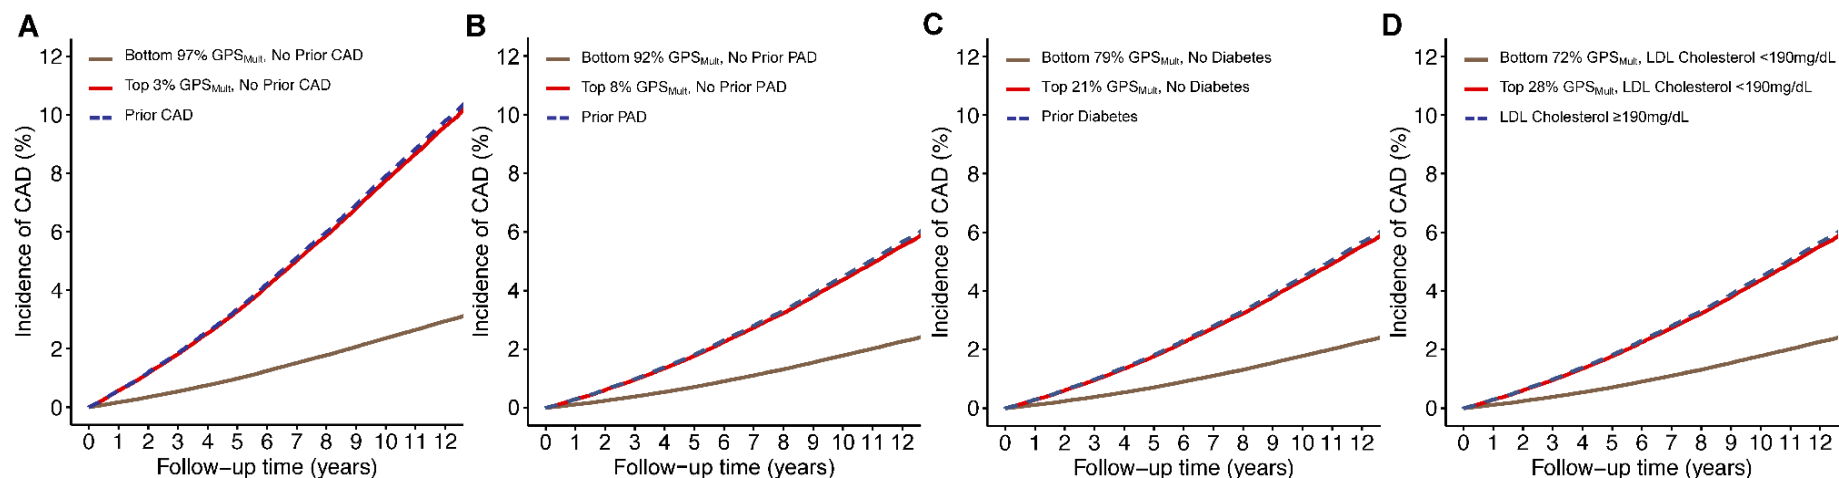 A
Bottom 97% GPSMult, No Prior CAD
Top 3% GPSMult, No Prior CAD
Prior CAD
Incidence of CAD (%)
12
10
8
6
4
2
0
0 1 2 3 4 5 6 7 8 9 10 11 12
Follow-up time (years)
B
Bottom 92% GPSMult, No Prior PAD
Top 8% GPSMult, No Prior PAD
Prior PAD
Incidence of CAD (%)
12
10
8
6
4
2
0
0 1 2 3 4 5 6 7 8 9 10 11 12
Follow-up time (years)
C
Bottom 79% GPSMult, No Diabetes
Top 21% GPSMult, No Diabetes
Prior Diabetes
Incidence of CAD (%)
12
10
8
6
4
2
0
0 1 2 3 4 5 6 7 8 9 10 11 12
Follow-up time (years)
D
Bottom 72% GPSMult, LDL Cholesterol <190mg/dL
Top 28% GPSMult, LDL Cholesterol <190mg/dL
LDL Cholesterol ≥190mg/dL
Incidence of CAD (%)
12
10
8
6
4
2
0
0 1 2 3 4 5 6 7 8 9 10 11 12
Follow-up time (years)